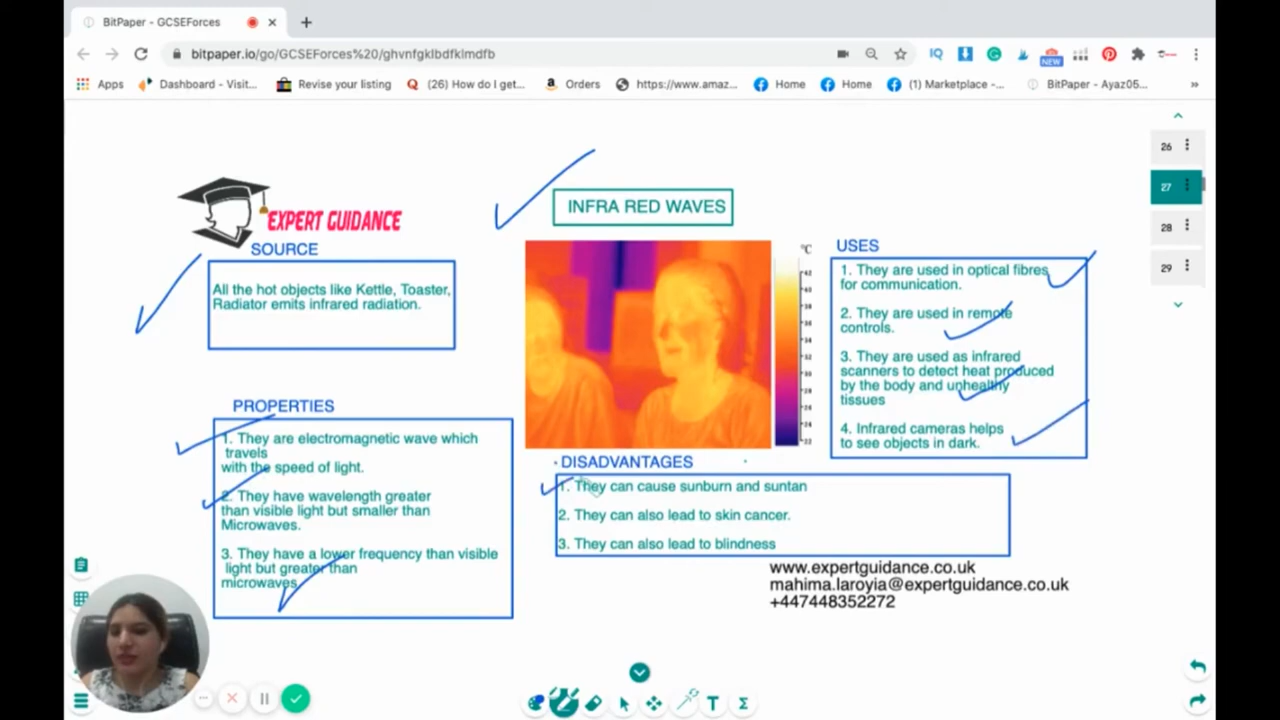 BitPaper - GCSEForces
bitpaper.io/go/GCSEForces%20/ghvnfgklbdfklmdfb
IQ
NEW
Apps
Dashboard - Visit...
Revise your listing
(26) How do I get...
Orders
https://www.amaz...
Home
Home
(1) Marketplace -...
BitPaper - Ayaz05...
»
26
27
28
29
EXPERT GUIDANCE
INFRA RED WAVES
SOURCE
All the hot objects like Kettle, Toaster,
Radiator emits infrared radiation.
PROPERTIES
1. They are electromagnetic wave which
travels
with the speed of light.
2. They have wavelength greater
than visible light but smaller than
Microwaves.
3. They have a lower frequency than visible
light but greater than
microwaves
°C
USES
1. They are used in optical fibres
for communication.
2. They are used in remote
controls.
3. They are used as infrared
scanners to detect heat produced
by the body and unhealthy
tissues
4. Infrared cameras helps
to see objects in dark.
DISADVANTAGES
1. They can cause sunburn and suntan
2. They can also lead to skin cancer.
3. They can also lead to blindness
www.expertguidance.co.uk
mahima.laroyia@expertguidance.co.uk
+447448352272
T
Σ